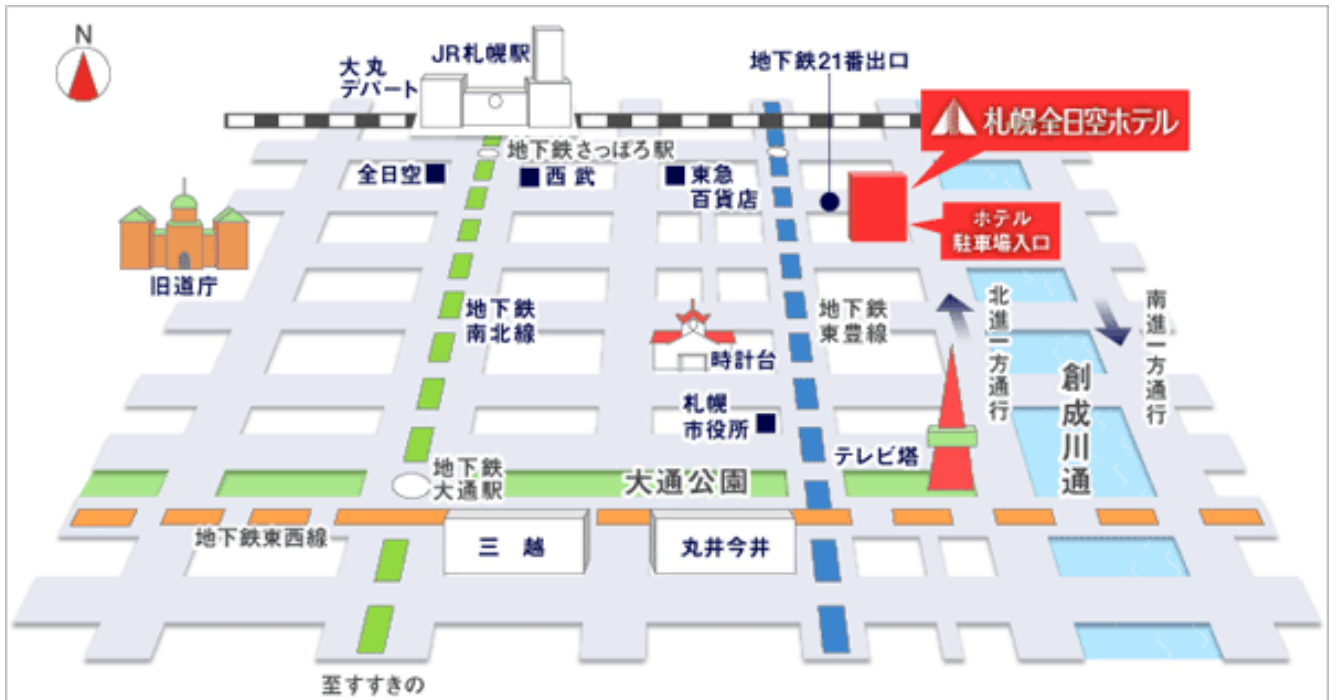 N
JR札幌駅
大丸
デパート
地下鉄21番出口
札幌全日空ホテル
地下鉄さっぽろ駅
全日空
西武
東急
百貨店
ホテル
駐車場入口
旧道庁
地下鉄
南北線
地下鉄
東豊線
北進一方通行
南進一方通行
時計台
創成川通
札幌
市役所
テレビ塔
地下鉄
大通駅
大通公園
地下鉄東西線
三越
丸井今井
至すすきの